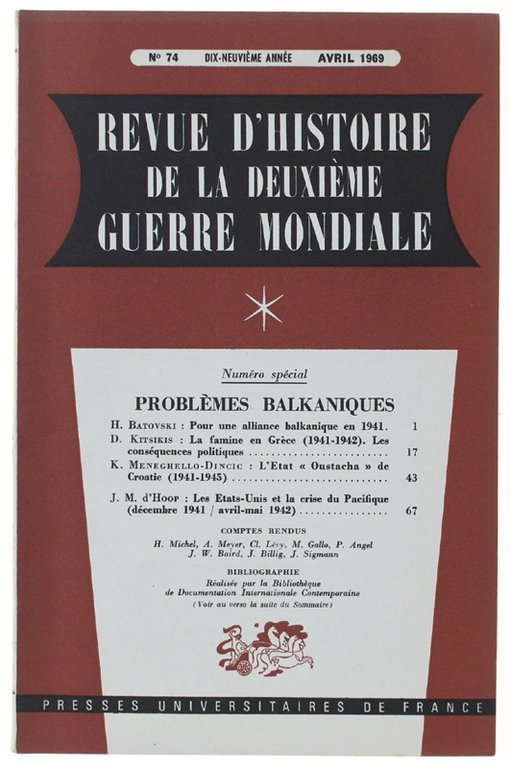 Nº 74 DIX-NEUVIÈME ANNÉE AVRIL 1969
REVUE D'HISTOIRE
DE LA DEUXIÈME
GUERRE MONDIALE
Numéro spécial
PROBLÈMES BALKANIQUES
H. BATOVSKI : Pour une alliance balkanique en 1941. 1
D. KITSIKIS : La famine en Grèce (1941-1942). Les
conséquences politiques ..................... 17
K. MENEGHELLO-DINCIC : L'Etat « Oustacha » de
Croatie (1941-1945) ........................ 43
J. M. d'HOOP : Les Etats-Unis et la crise du Pacifique
(décembre 1941 / avril-mai 1942) ................ 67
COMPTES RENDUS
H. Michel, A. Meyer, Cl. Lévy, M. Gallo, P. Angel
J. W. Baird, J. Billig, J. Sigmann
BIBLIOGRAPHIE
Réalisée par la Bibliothèque
de Documentation Internationale Contemporaine
(Voir au verso la suite du Sommaire)
PRESSES UNIVERSITAIRES DE FRANCE